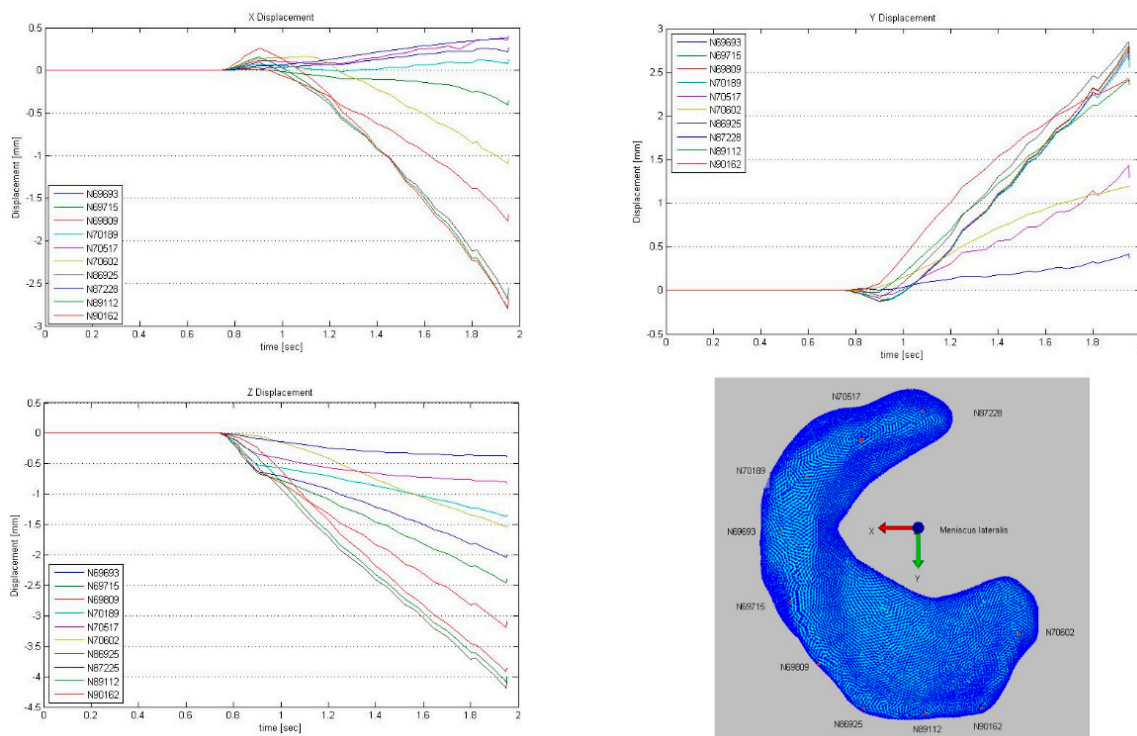 X Displacement
0.5
0
-0.5
-1
-1.5
-2
-2.5
-3
Displacement [mm]
N69693
N69715
N69809
N70189
N70517
N70602
N86925
N87228
N89112
N90162
0 0.2 0.4 0.6 0.8 1 1.2 1.4 1.6 1.8 2
time [sec]
Y Displacement
3
2.5
2
1.5
1
0.5
0
-0.5
Displacement [mm]
N69693
N69715
N69809
N70189
N70517
N70602
N86925
N87228
N89112
N90162
0 0.2 0.4 0.6 0.8 1 1.2 1.4 1.6 1.8
time [sec]
Z Displacement
0.5
0
-0.5
-1
-1.5
-2
-2.5
-3
-3.5
-4
-4.5
Displacement [mm]
N69693
N69715
N69809
N70189
N70517
N70602
N86925
N87225
N89112
N90162
0 0.2 0.4 0.6 0.8 1 1.2 1.4 1.6 1.8 2
time [sec]
N70517
N87228
N70189
N69693
X
Meniscus lateralis
Y
N69715
N70602
N69809
N86925
N89112
N90162